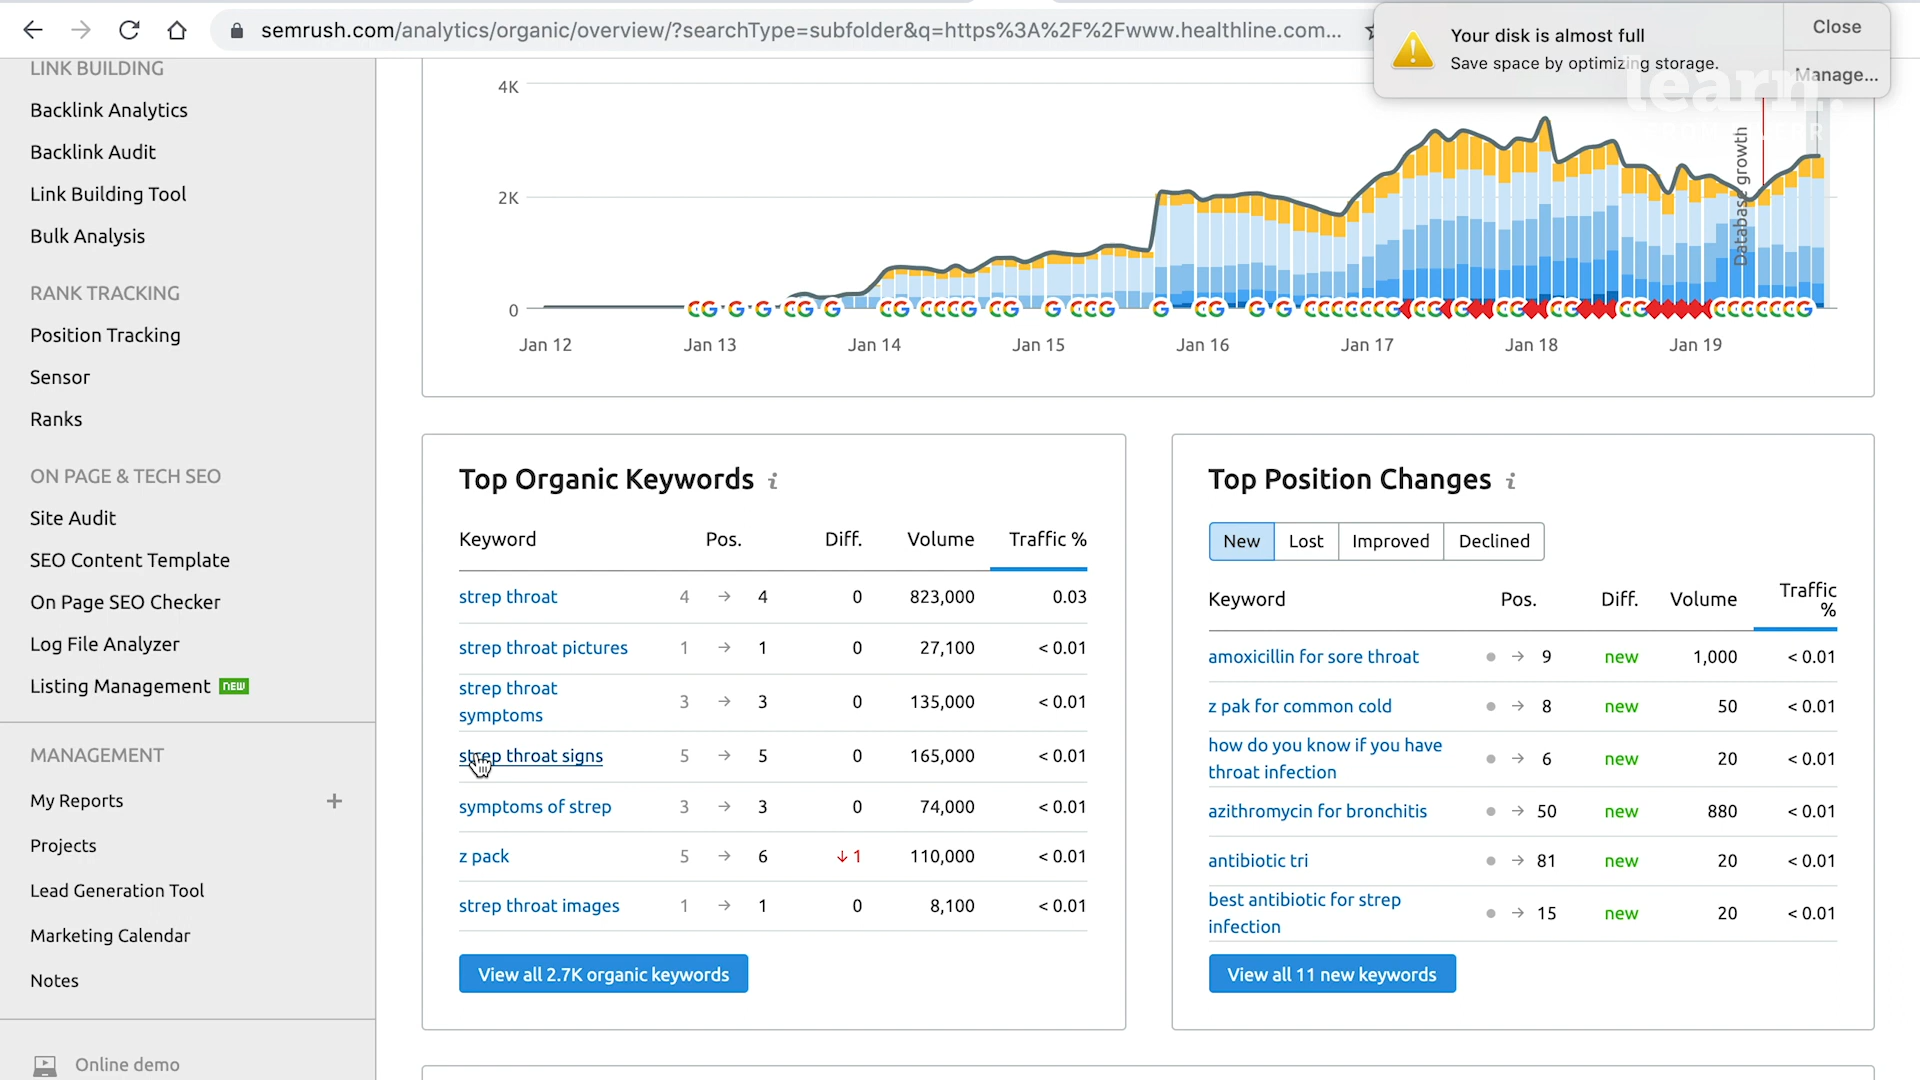 semrush.com/analytics/organic/overview/?searchType=subfolder&q=https%3A%2F%2Fwww.healthline.com...
Your disk is almost full
Save space by optimizing storage.
Close
Manage...
learn.
LINK BUILDING
Backlink Analytics
Backlink Audit
Link Building Tool
Bulk Analysis
RANK TRACKING
Position Tracking
Sensor
Ranks
ON PAGE & TECH SEO
Site Audit
SEO Content Template
On Page SEO Checker
Log File Analyzer
Listing Management new
MANAGEMENT
My Reports +
Projects
Lead Generation Tool
Marketing Calendar
Notes
Online demo
4K
2K
0
Database growth
Jan 12 Jan 13 Jan 14 Jan 15 Jan 16 Jan 17 Jan 18 Jan 19
Top Organic Keywords i
Keyword Pos. Diff. Volume Traffic %
strep throat 4 → 4 0 823,000 0.03
strep throat pictures 1 → 1 0 27,100 < 0.01
strep throat
symptoms 3 → 3 0 135,000 < 0.01
strep throat signs 5 → 5 0 165,000 < 0.01
symptoms of strep 3 → 3 0 74,000 < 0.01
z pack 5 → 6 ↓ 1 110,000 < 0.01
strep throat images 1 → 1 0 8,100 < 0.01
View all 2.7K organic keywords
Top Position Changes i
New Lost Improved Declined
Keyword Pos. Diff. Volume Traffic
%
amoxicillin for sore throat → 9 new 1,000 < 0.01
z pak for common cold → 8 new 50 < 0.01
how do you know if you have
throat infection → 6 new 20 < 0.01
azithromycin for bronchitis → 50 new 880 < 0.01
antibiotic tri → 81 new 20 < 0.01
best antibiotic for strep
infection → 15 new 20 < 0.01
View all 11 new keywords